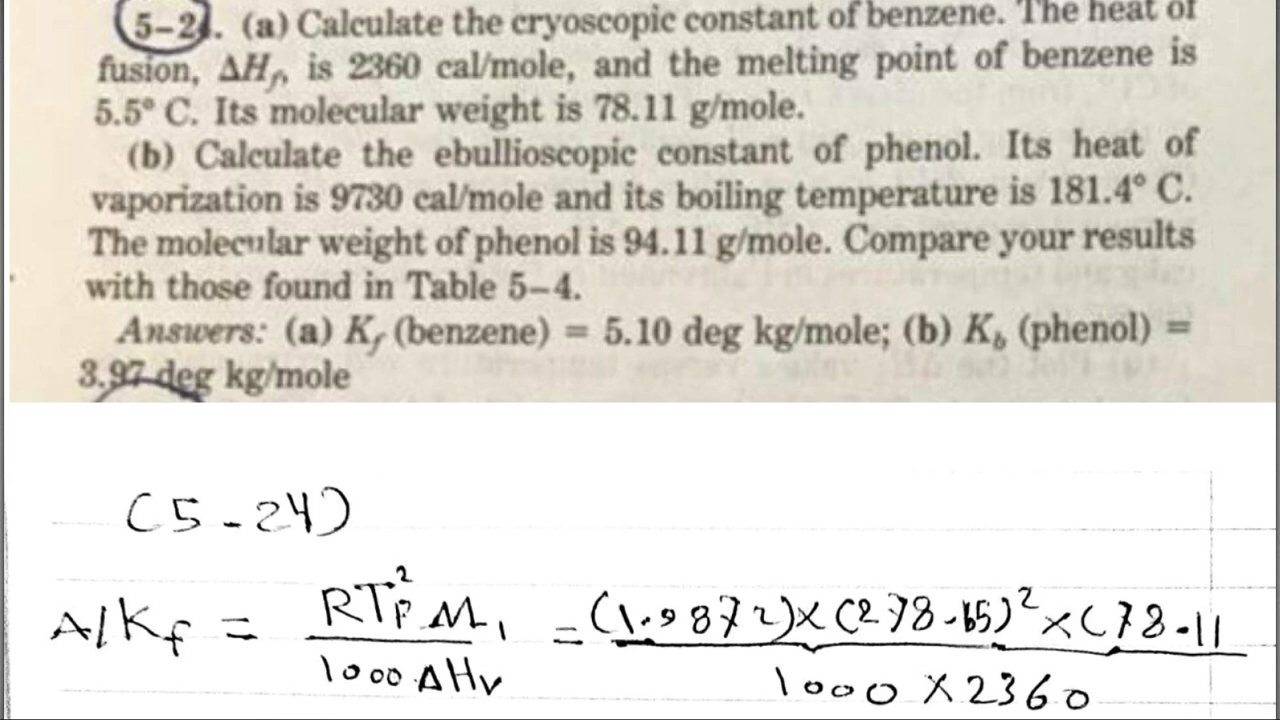 5-2. (a) Calculate the cryoscopic constant of benzene. The heat of
fusion, ΔH_f, is 2360 cal/mole, and the melting point of benzene is
5.5° C. Its molecular weight is 78.11 g/mole.
(b) Calculate the ebullioscopic constant of phenol. Its heat of
vaporization is 9730 cal/mole and its boiling temperature is 181.4° C.
The molecular weight of phenol is 94.11 g/mole. Compare your results
with those found in Table 5–4.
Answers: (a) K_f (benzene) = 5.10 deg kg/mole; (b) K_b (phenol) =
3.97 deg kg/mole
(5-24)
A/K_f = RT_f² M₁ / 1000 ΔHv = (1.9872)×(278.65)²×(78.11 / 1000 × 2360